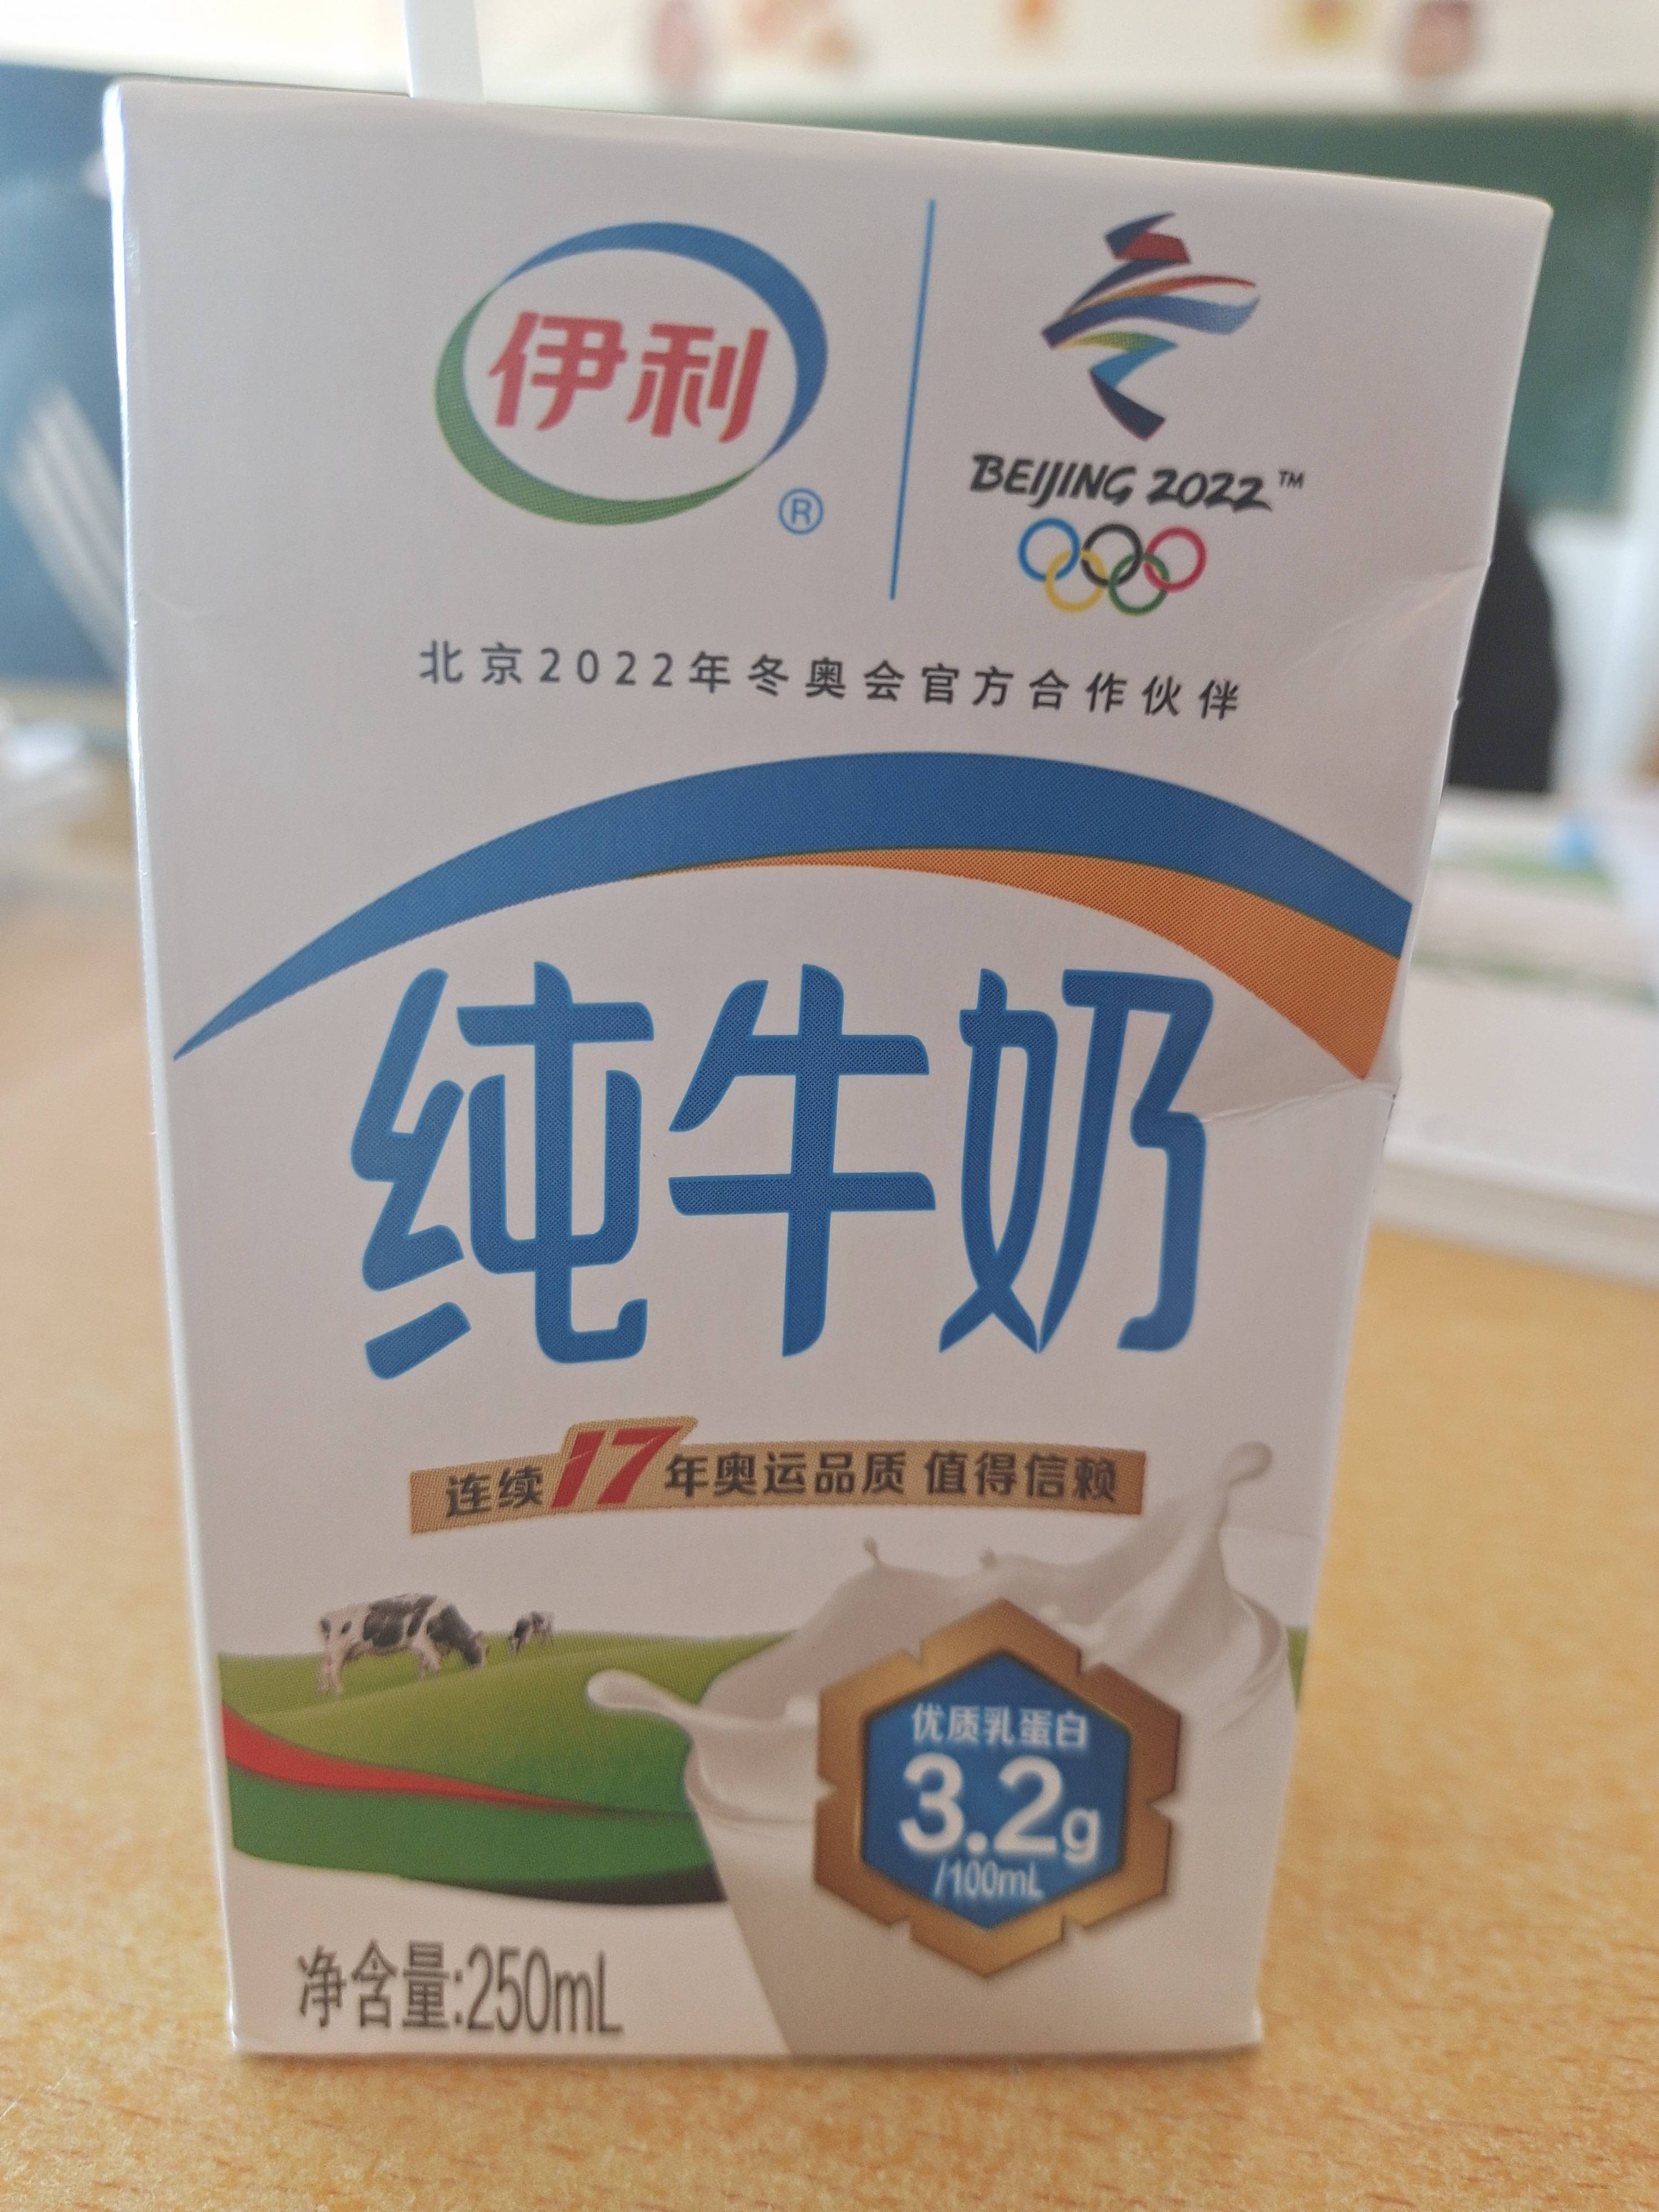 伊利
®
BEIJING 2022™
北京2022年冬奥会官方合作伙伴
纯牛奶
连续17年奥运品质 值得信赖
优质乳蛋白
3.2g
/100mL
净含量:250mL